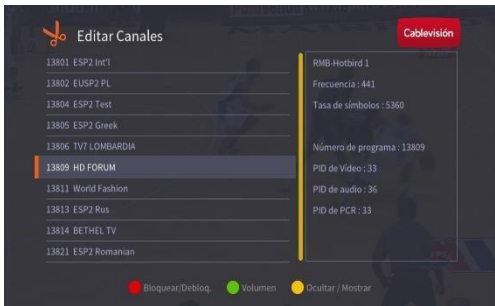 Editar Canales
Cablevisión
13801 ESP2 Int'l
13802 EUSP2 PL
13804 ESP2 Test
13805 ESP2 Greek
13806 TV7 LOMBARDIA
13809 HD FORUM
13811 World Fashion
13813 ESP2 Rus
13814 BETHEL TV
13821 ESP2 Romanian
RMB-Hotbird 1
Frecuencia : 441
Tasa de símbolos : 5360
Número de programa : 13809
PID de Vídeo : 33
PID de audio : 36
PID de PCR : 33
Bloquear/Debloq.
Volumen
Ocultar / Mostrar